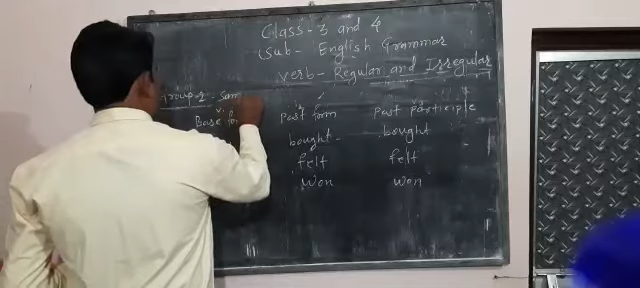 Class - 3 and 4
Sub - English Grammar
Verb - Regular and Irregular
Group 2. Sam
Base for Past form Past participle
bought bought
felt felt
won won